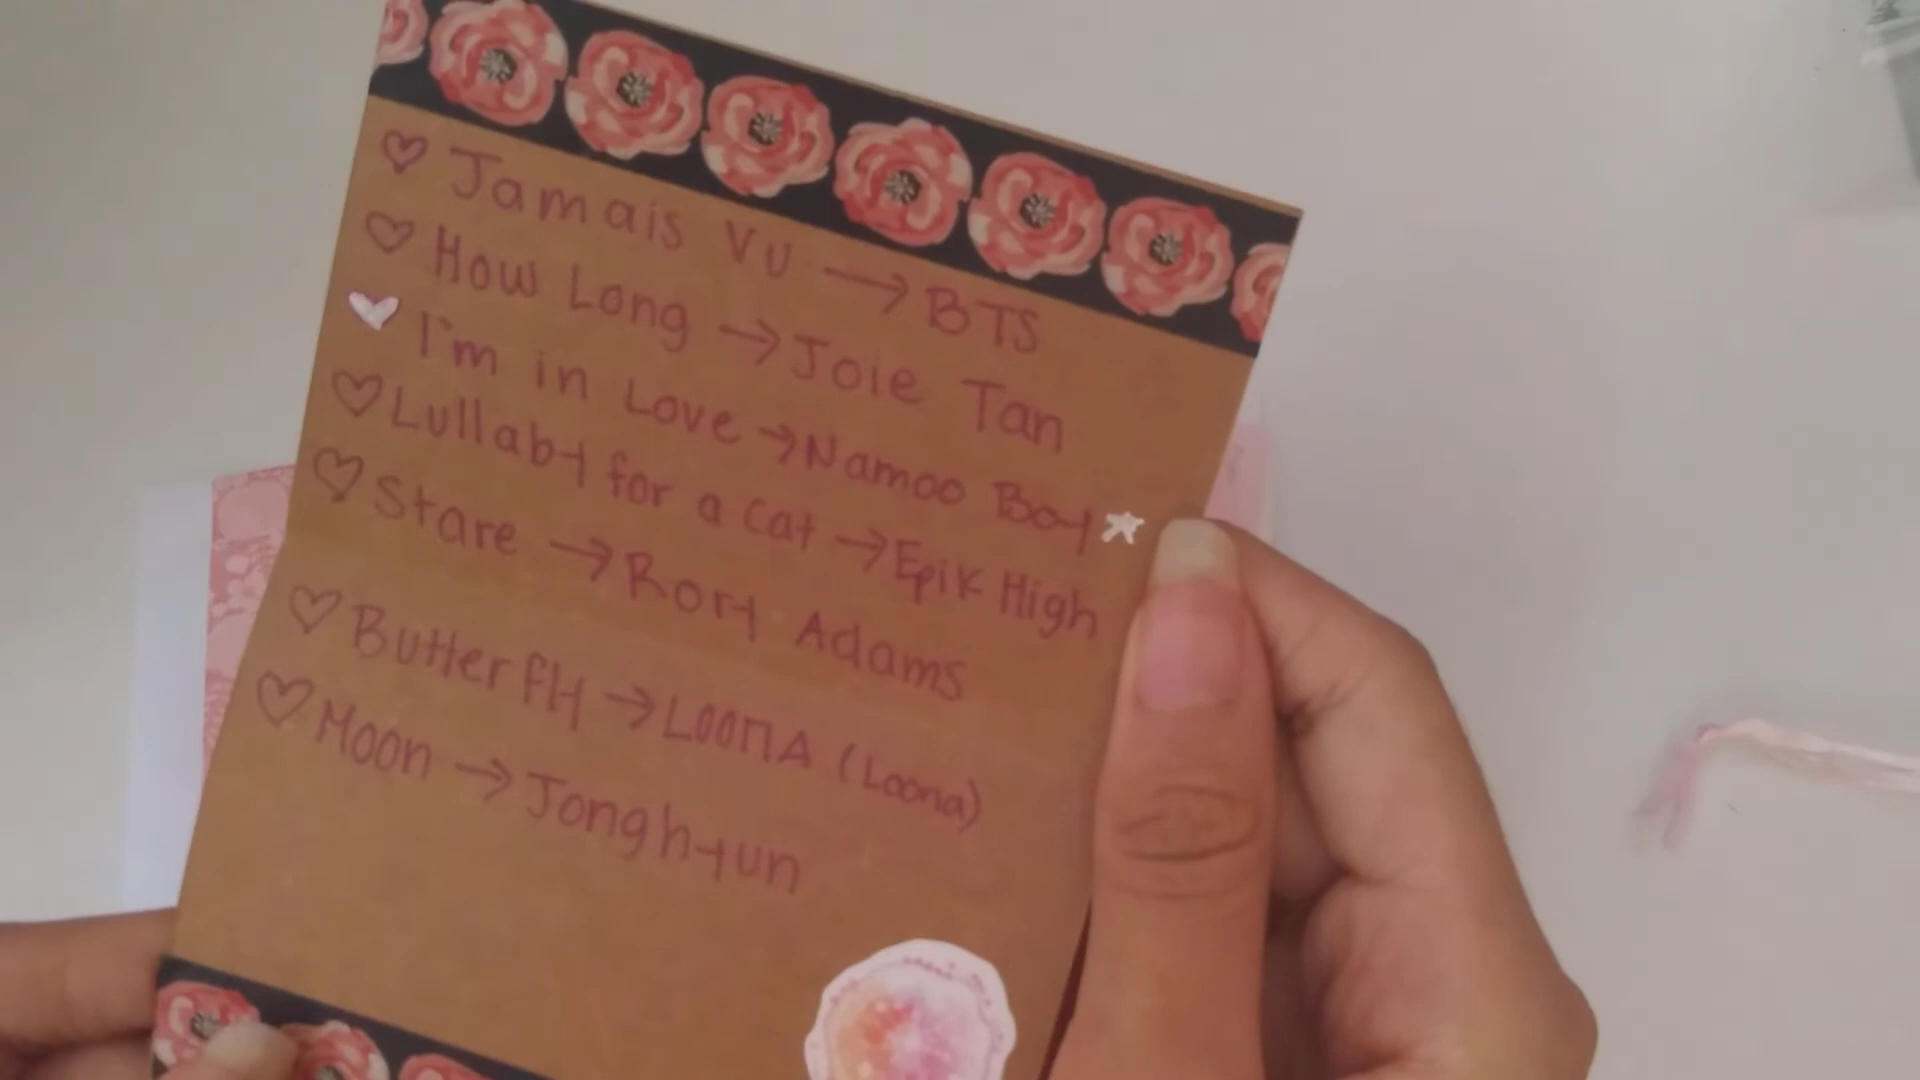 ♡ Jamais Vu → BTS
♡ How Long → Joie Tan
♡ I'm in Love → Namoo Boy ☆
♡ Lullaby for a cat → Epik High
♡ Stare → Rory Adams
♡ Butterfly → LOONA (Loona)
♡ Moon → Jonghyun